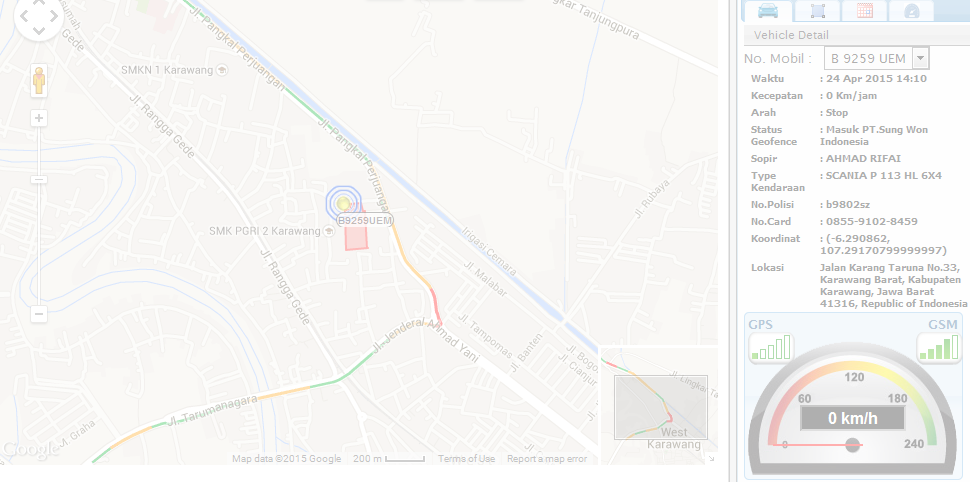 kar Tanjungpura
Jl. Pangkal Perjuangan
SMKN 1 Karawang
Jl. Rangga Gede
Jl. Pangkal Perjuangan
Jl. Rubaya
B9259UEM
SMK PGRI 2 Karawang
Irigasi Cemara
Jl. Rangga Gede
Jl. Malabar
Jl. Jenderal Ahmad Yani
Jl. Tampomas
Jl. Banten
Jl. Bogo
Cianjur
Jl. Lingkar Ta
Jl. Tarumanagara
Graha
West
Karawang
Google
Map data ©2015 Google
200 m
Terms of Use
Report a map error
Vehicle Detail
No. Mobil : B 9259 UEM
Waktu : 24 Apr 2015 14:10
Kecepatan : 0 Km/jam
Arah : Stop
Status : Masuk PT.Sung Won
Geofence Indonesia
Sopir : AHMAD RIFAI
Type : SCANIA P 113 HL 6X4
Kendaraan
No.Polisi : b9802sz
No.Card : 0855-9102-8459
Koordinat : (-6.290862,
107.29170799999997)
Lokasi Jalan Karang Taruna No.33,
Karawang Barat, Kabupaten
Karawang, Jawa Barat
41316, Republic of Indonesia
GPS GSM
120
60 180
0 km/h
0 240